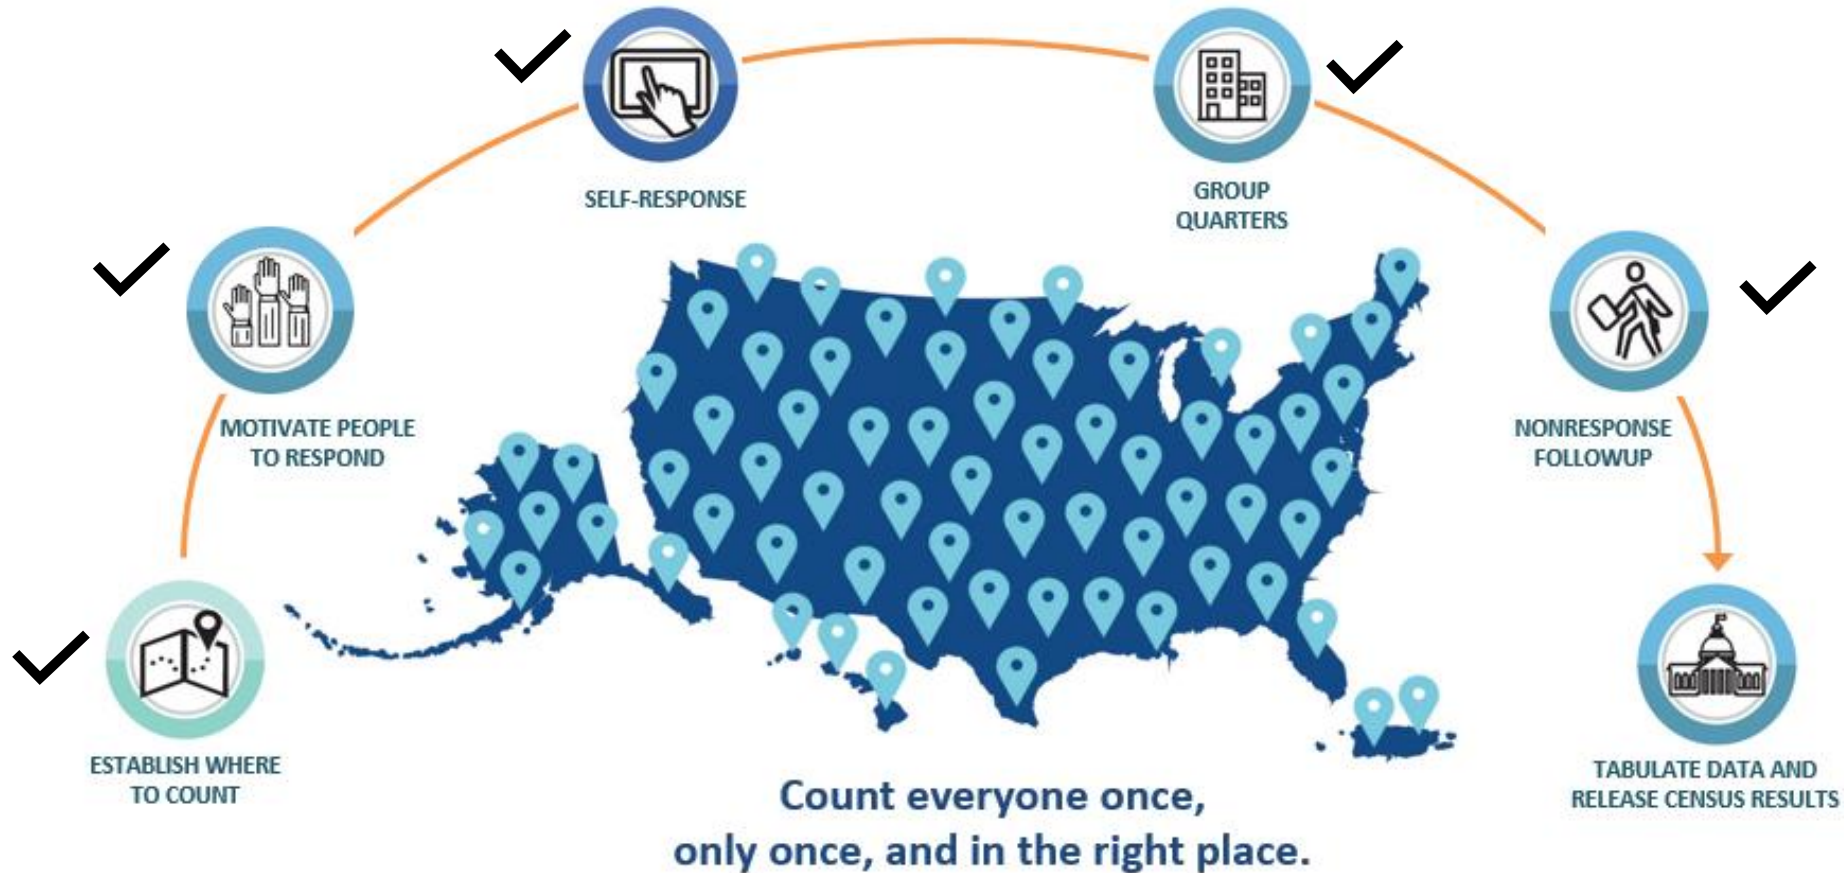 SELF-RESPONSE
GROUP
QUARTERS
MOTIVATE PEOPLE
TO RESPOND
NONRESPONSE
FOLLOWUP
ESTABLISH WHERE
TO COUNT
TABULATE DATA AND
RELEASE CENSUS RESULTS
Count everyone once,
only once, and in the right place.